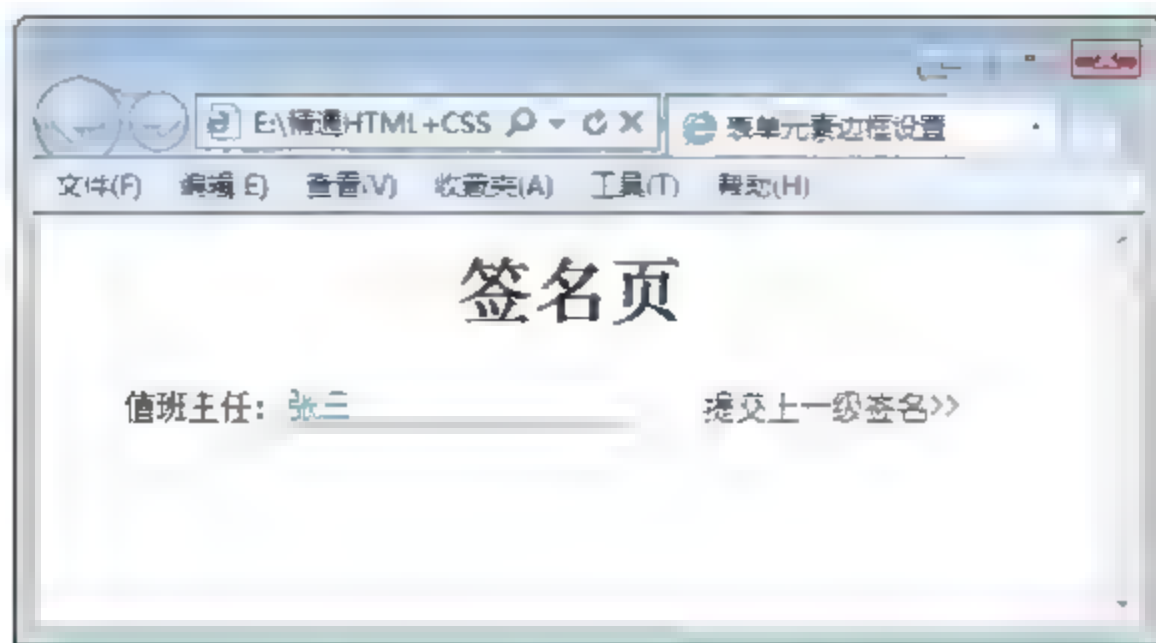 E:\精通HTML+CSS 表单元素边框设置
文件(F) 编辑(E) 查看(V) 收藏夹(A) 工具(T) 帮助(H)
签名页
值班主任: 张三 提交上一级签名>>